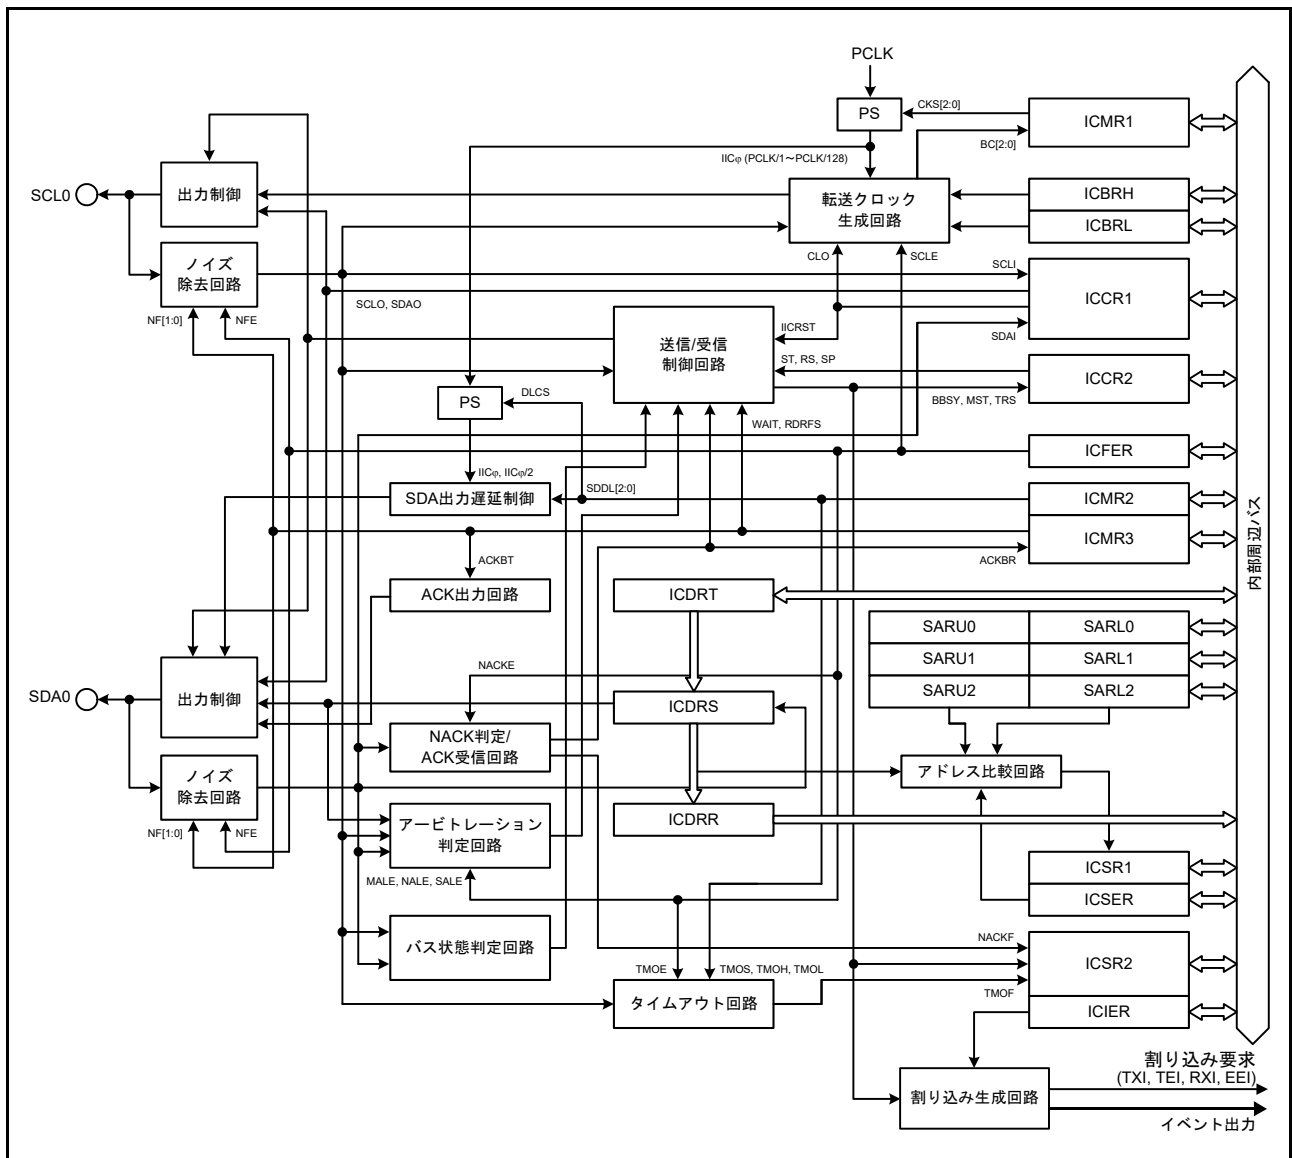 PCLK
PS
CKS[2:0]
ICMR1
BC[2:0]
IICφ (PCLK/1～PCLK/128)
SCL0
出力制御
転送クロック
生成回路
ICBRH
ICBRL
ノイズ
除去回路
CLO
SCLE
SCLI
ICCR1
SCLO, SDAO
NF[1:0]
NFE
IICRST
SDAI
送信/受信
制御回路
ST, RS, SP
ICCR2
BBSY, MST, TRS
PS
DLCS
WAIT, RDRFS
ICFER
IICφ, IICφ/2
SDA出力遅延制御
SDDL[2:0]
ICMR2
ICMR3
ACKBR
内部周辺バス
ACKBT
ACK出力回路
ICDRT
SARU0
SARL0
SARU1
SARL1
SARU2
SARL2
SDA0
出力制御
NACKE
ICDRS
NACK判定/
ACK受信回路
アドレス比較回路
ノイズ
除去回路
NF[1:0]
NFE
アービトレーション
判定回路
ICDRR
MALE, NALE, SALE
ICSR1
ICSER
バス状態判定回路
NACKF
ICSR2
TMOE
TMOS, TMOH, TMOL
タイムアウト回路
TMOF
ICIER
割り込み生成回路
割り込み要求
(TXI, TEI, RXI, EEI)
イベント出力